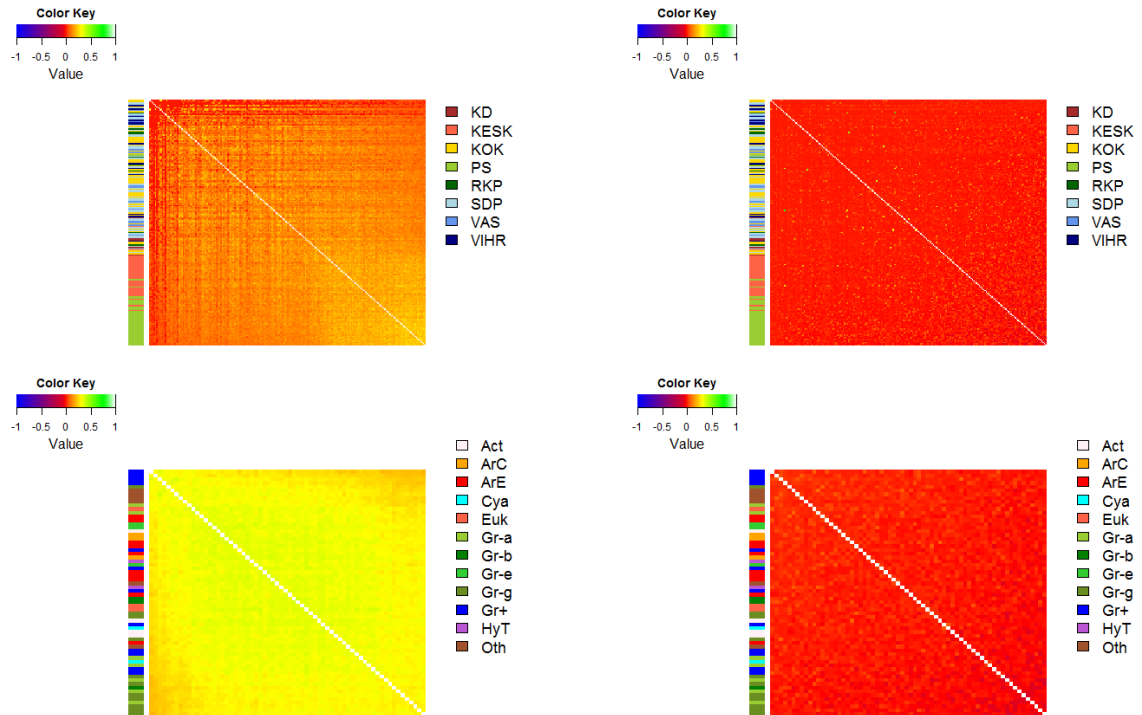 Color Key
-1 -0.5 0 0.5 1
Value
KD
KESK
KOK
PS
RKP
SDP
VAS
VIHR
Color Key
-1 -0.5 0 0.5 1
Value
KD
KESK
KOK
PS
RKP
SDP
VAS
VIHR
Color Key
-1 -0.5 0 0.5 1
Value
Act
ArC
ArE
Cya
Euk
Gr-a
Gr-b
Gr-e
Gr-g
Gr+
HyT
Oth
Color Key
-1 -0.5 0 0.5 1
Value
Act
ArC
ArE
Cya
Euk
Gr-a
Gr-b
Gr-e
Gr-g
Gr+
HyT
Oth